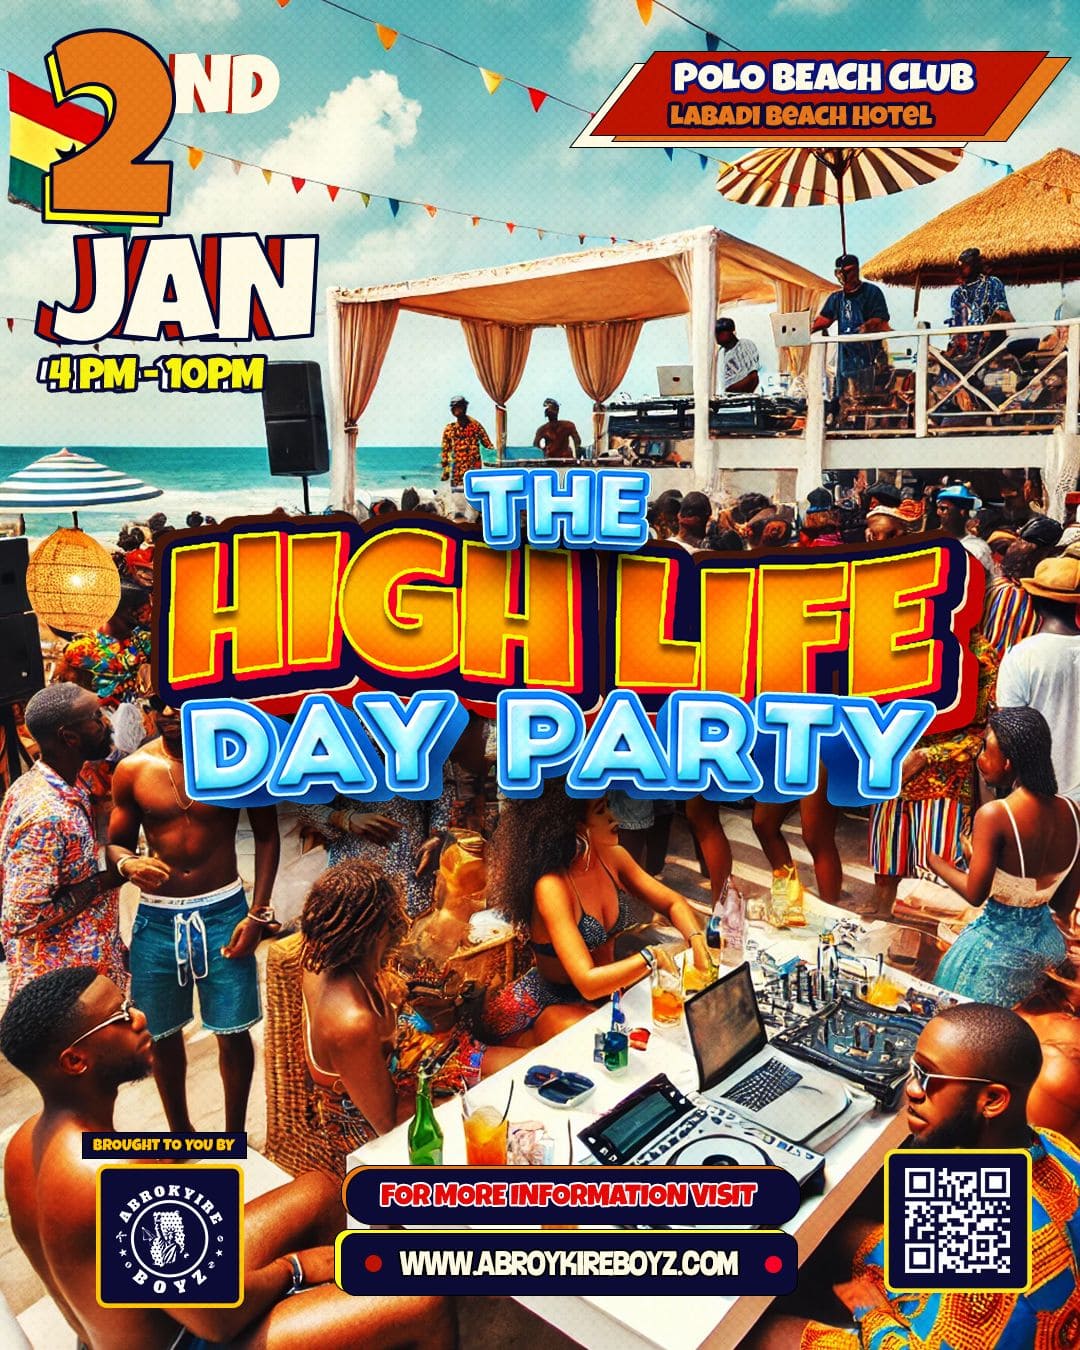 2ND
JAN
4 PM - 10PM
POLO BEACH CLUB
LABADI BEACH HOTEL
THE
HIGH LIFE
DAY PARTY
BROUGHT TO YOU BY
ABROKYIRE
BOYZ
FOR MORE INFORMATION VISIT
WWW.ABROYKIREBOYZ.COM